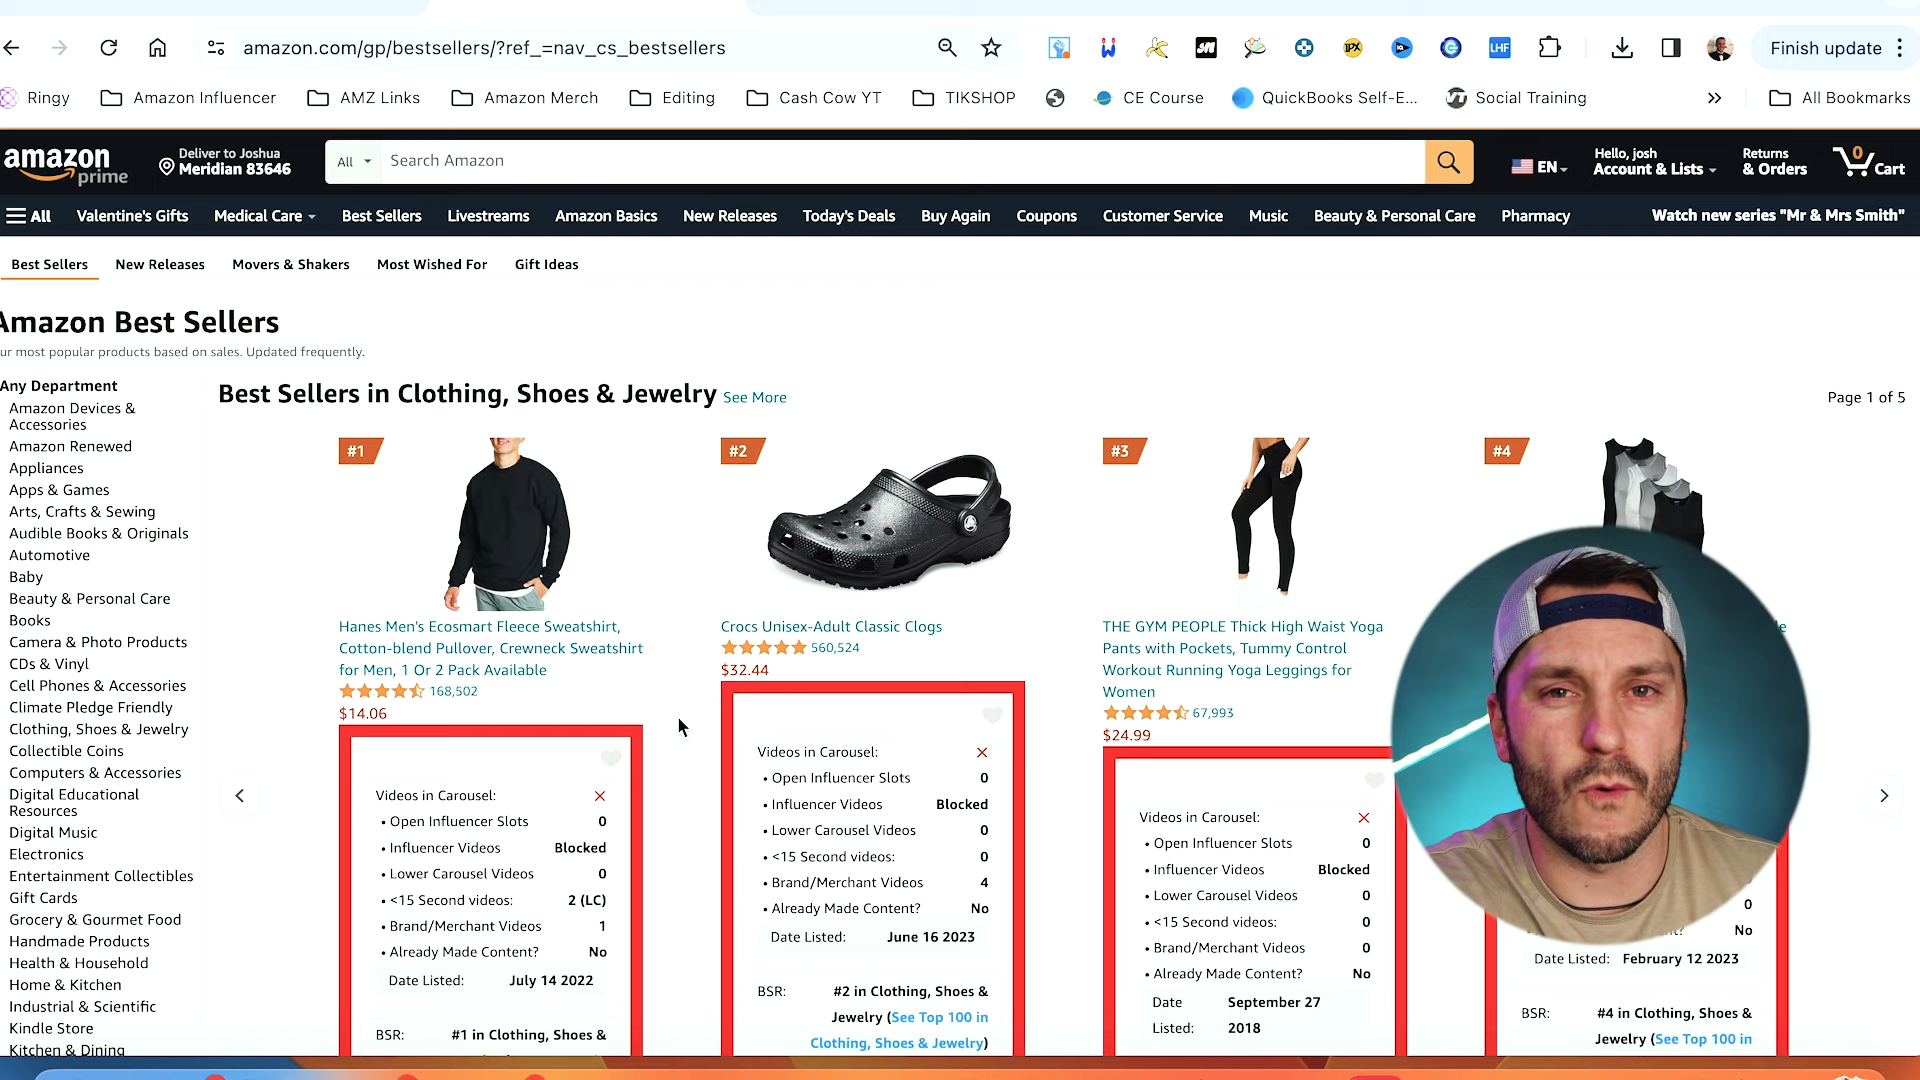 amazon.com/gp/bestsellers/?ref_=nav_cs_bestsellers
IPX
LHF
Finish update
Ringy
Amazon Influencer
AMZ Links
Amazon Merch
Editing
Cash Cow YT
TIKSHOP
CE Course
QuickBooks Self-E...
Social Training
All Bookmarks
amazon
prime
Deliver to Joshua
Meridian 83646
All
Search Amazon
EN
Hello, josh
Account & Lists
Returns
& Orders
0
Cart
All
Valentine's Gifts
Medical Care
Best Sellers
Livestreams
Amazon Basics
New Releases
Today's Deals
Buy Again
Coupons
Customer Service
Music
Beauty & Personal Care
Pharmacy
Watch new series "Mr & Mrs Smith"
Best Sellers
New Releases
Movers & Shakers
Most Wished For
Gift Ideas
Amazon Best Sellers
ur most popular products based on sales. Updated frequently.
Any Department
Amazon Devices &
Accessories
Amazon Renewed
Appliances
Apps & Games
Arts, Crafts & Sewing
Audible Books & Originals
Automotive
Baby
Beauty & Personal Care
Books
Camera & Photo Products
CDs & Vinyl
Cell Phones & Accessories
Climate Pledge Friendly
Clothing, Shoes & Jewelry
Collectible Coins
Computers & Accessories
Digital Educational
Resources
Digital Music
Electronics
Entertainment Collectibles
Gift Cards
Grocery & Gourmet Food
Handmade Products
Health & Household
Home & Kitchen
Industrial & Scientific
Kindle Store
Kitchen & Dining
Best Sellers in Clothing, Shoes & Jewelry See More
Page 1 of 5
#1
Hanes Men's Ecosmart Fleece Sweatshirt,
Cotton-blend Pullover, Crewneck Sweatshirt
for Men, 1 Or 2 Pack Available
168,502
$14.06
Videos in Carousel:
• Open Influencer Slots 0
• Influencer Videos Blocked
• Lower Carousel Videos 0
• <15 Second videos: 2 (LC)
• Brand/Merchant Videos 1
• Already Made Content? No
Date Listed: July 14 2022
BSR: #1 in Clothing, Shoes &
#2
Crocs Unisex-Adult Classic Clogs
560,524
$32.44
Videos in Carousel:
• Open Influencer Slots 0
• Influencer Videos Blocked
• Lower Carousel Videos 0
• <15 Second videos: 0
• Brand/Merchant Videos 4
• Already Made Content? No
Date Listed: June 16 2023
BSR: #2 in Clothing, Shoes &
Jewelry (See Top 100 in
Clothing, Shoes & Jewelry)
#3
THE GYM PEOPLE Thick High Waist Yoga
Pants with Pockets, Tummy Control
Workout Running Yoga Leggings for
Women
67,993
$24.99
Videos in Carousel:
• Open Influencer Slots 0
• Influencer Videos Blocked
• Lower Carousel Videos 0
• <15 Second videos: 0
• Brand/Merchant Videos 0
• Already Made Content? No
Date September 27
Listed: 2018
#4
0
No
Date Listed: February 12 2023
BSR: #4 in Clothing, Shoes &
Jewelry (See Top 100 in